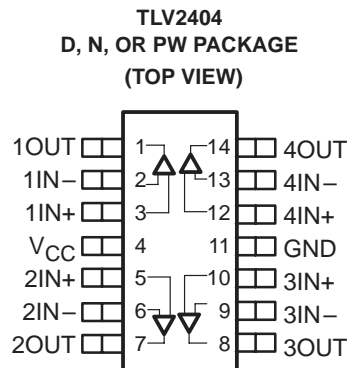 TLV2404
D, N, OR PW PACKAGE
(TOP VIEW)
1OUT 1 14 4OUT
1IN− 2 13 4IN−
1IN+ 3 12 4IN+
VCC 4 11 GND
2IN+ 5 10 3IN+
2IN− 6 9 3IN−
2OUT 7 8 3OUT